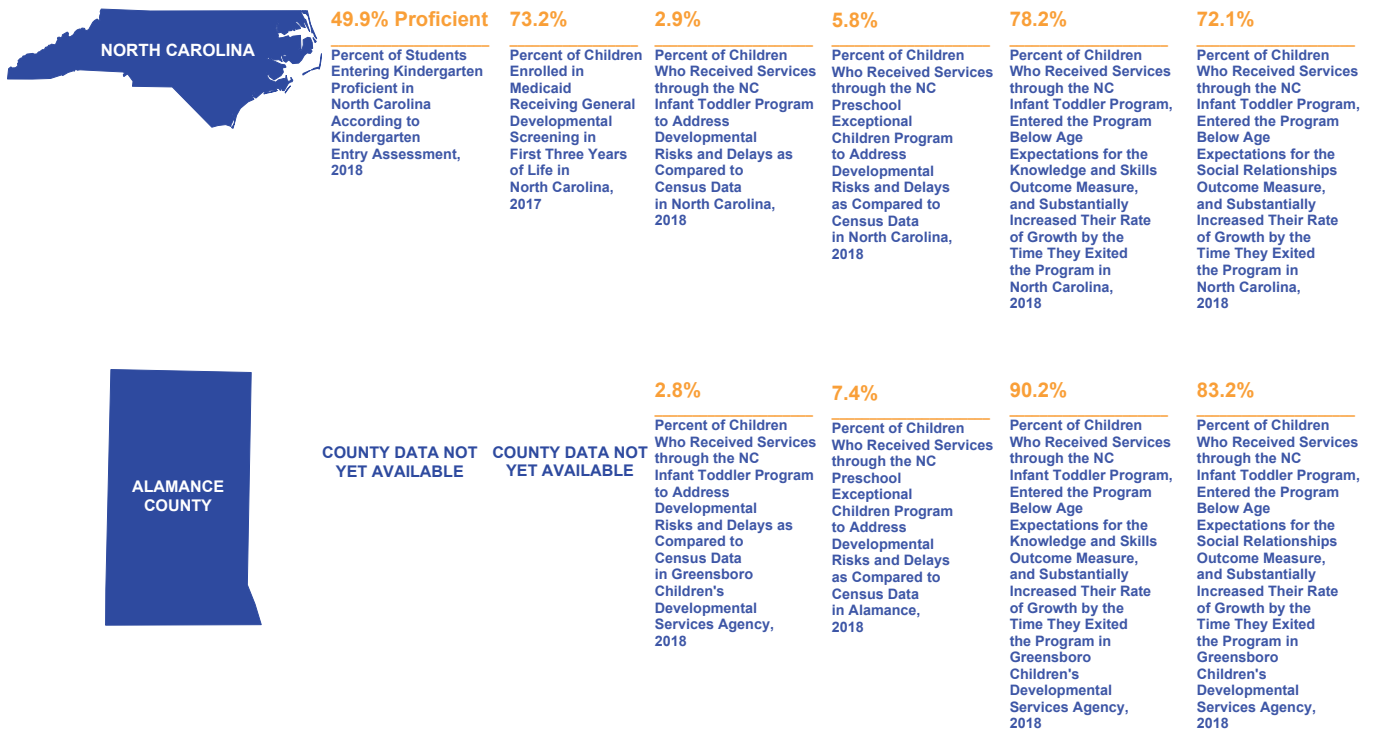 NORTH CAROLINA
49.9% Proficient
Percent of Students
Entering Kindergarten
Proficient in
North Carolina
According to
Kindergarten
Entry Assessment,
2018
73.2%
Percent of Children
Enrolled in
Medicaid
Receiving General
Developmental
Screening in
First Three Years
of Life in
North Carolina,
2017
2.9%
Percent of Children
Who Received Services
through the NC
Infant Toddler Program
to Address
Developmental
Risks and Delays as
Compared to
Census Data
in North Carolina,
2018
5.8%
Percent of Children
Who Received Services
through the NC
Preschool
Exceptional
Children Program
to Address
Developmental
Risks and Delays
as Compared to
Census Data
in North Carolina,
2018
78.2%
Percent of Children
Who Received Services
through the NC
Infant Toddler Program,
Entered the Program
Below Age
Expectations for the
Knowledge and Skills
Outcome Measure,
and Substantially
Increased Their Rate
of Growth by the
Time They Exited
the Program in
North Carolina,
2018
72.1%
Percent of Children
Who Received Services
through the NC
Infant Toddler Program,
Entered the Program
Below Age
Expectations for the
Social Relationships
Outcome Measure,
and Substantially
Increased Their Rate
of Growth by the
Time They Exited
the Program in
North Carolina,
2018
ALAMANCE
COUNTY
COUNTY DATA NOT
YET AVAILABLE
COUNTY DATA NOT
YET AVAILABLE
2.8%
Percent of Children
Who Received Services
through the NC
Infant Toddler Program
to Address
Developmental
Risks and Delays as
Compared to
Census Data
in Greensboro
Children's
Developmental
Services Agency,
2018
7.4%
Percent of Children
Who Received Services
through the NC
Preschool
Exceptional
Children Program
to Address
Developmental
Risks and Delays
as Compared to
Census Data
in Alamance,
2018
90.2%
Percent of Children
Who Received Services
through the NC
Infant Toddler Program,
Entered the Program
Below Age
Expectations for the
Knowledge and Skills
Outcome Measure,
and Substantially
Increased Their Rate
of Growth by the
Time They Exited
the Program in
Greensboro
Children's
Developmental
Services Agency,
2018
83.2%
Percent of Children
Who Received Services
through the NC
Infant Toddler Program,
Entered the Program
Below Age
Expectations for the
Social Relationships
Outcome Measure,
and Substantially
Increased Their Rate
of Growth by the
Time They Exited
the Program in
Greensboro
Children's
Developmental
Services Agency,
2018